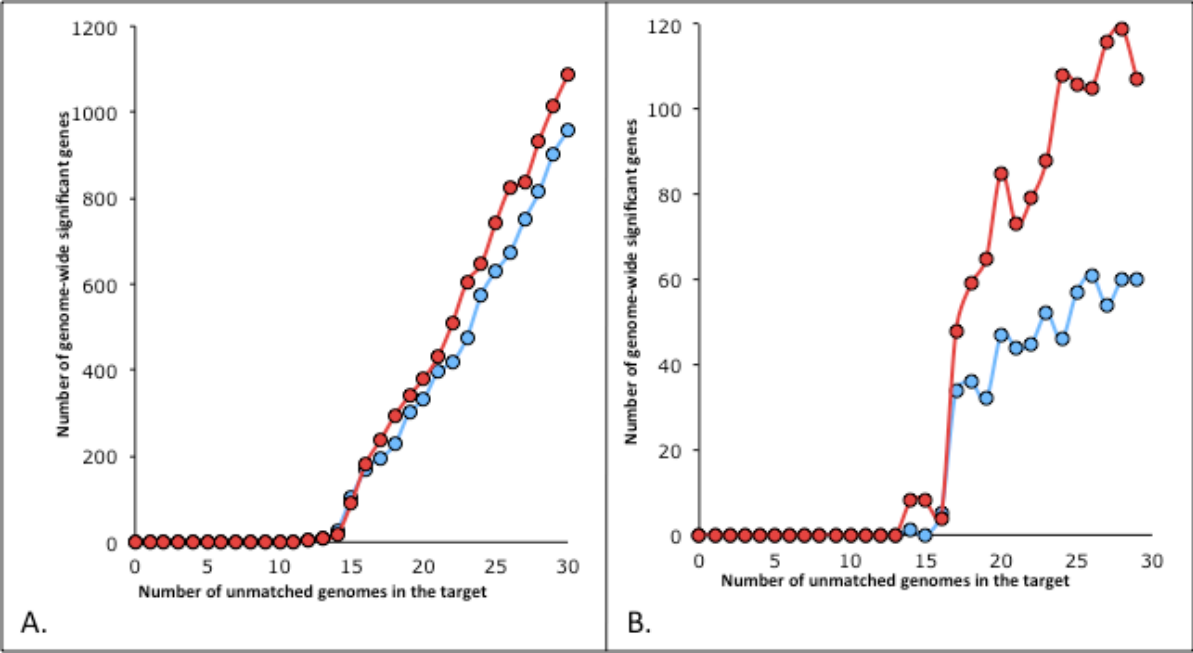 1200
1000
800
600
400
200
0
Number of genome-wide significant genes
0 5 10 15 20 25 30
Number of unmatched genomes in the target
A.
120
100
80
60
40
20
0
Number of genome-wide significant genes
0 5 10 15 20 25 30
Number of unmatched genomes in the target
B.